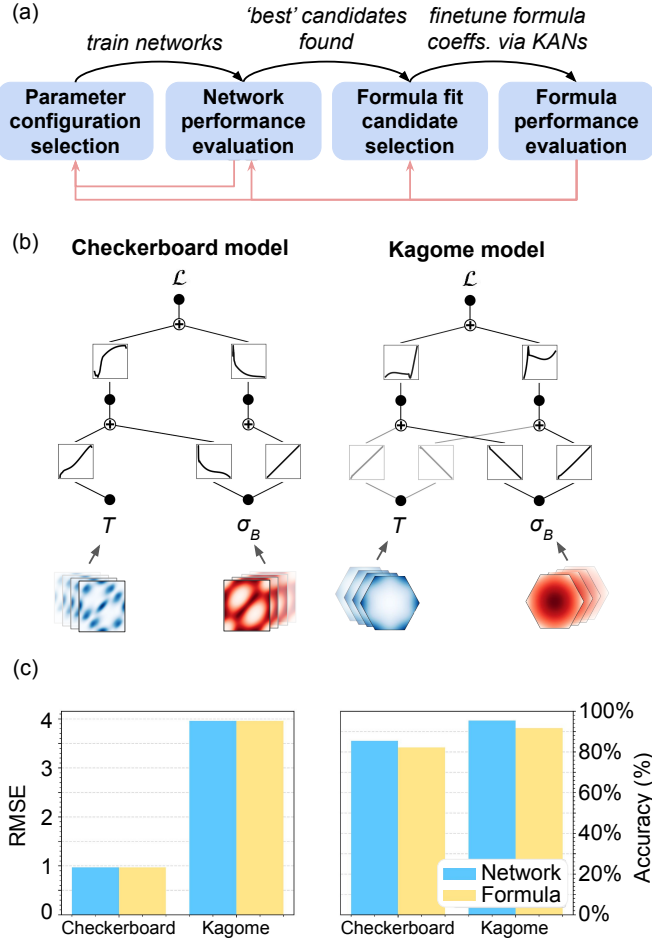 (a)
train networks
'best' candidates
found
finetune formula
coeffs. via KANs
Parameter
configuration
selection
Network
performance
evaluation
Formula fit
candidate
selection
Formula
performance
evaluation
(b)
Checkerboard model
Kagome model
ℒ
ℒ
T
σ_B
T
σ_B
(c)
RMSE
4
3
2
1
0
Checkerboard
Kagome
100%
80%
60%
40%
20%
0%
Accuracy (%)
Network
Formula
Checkerboard
Kagome